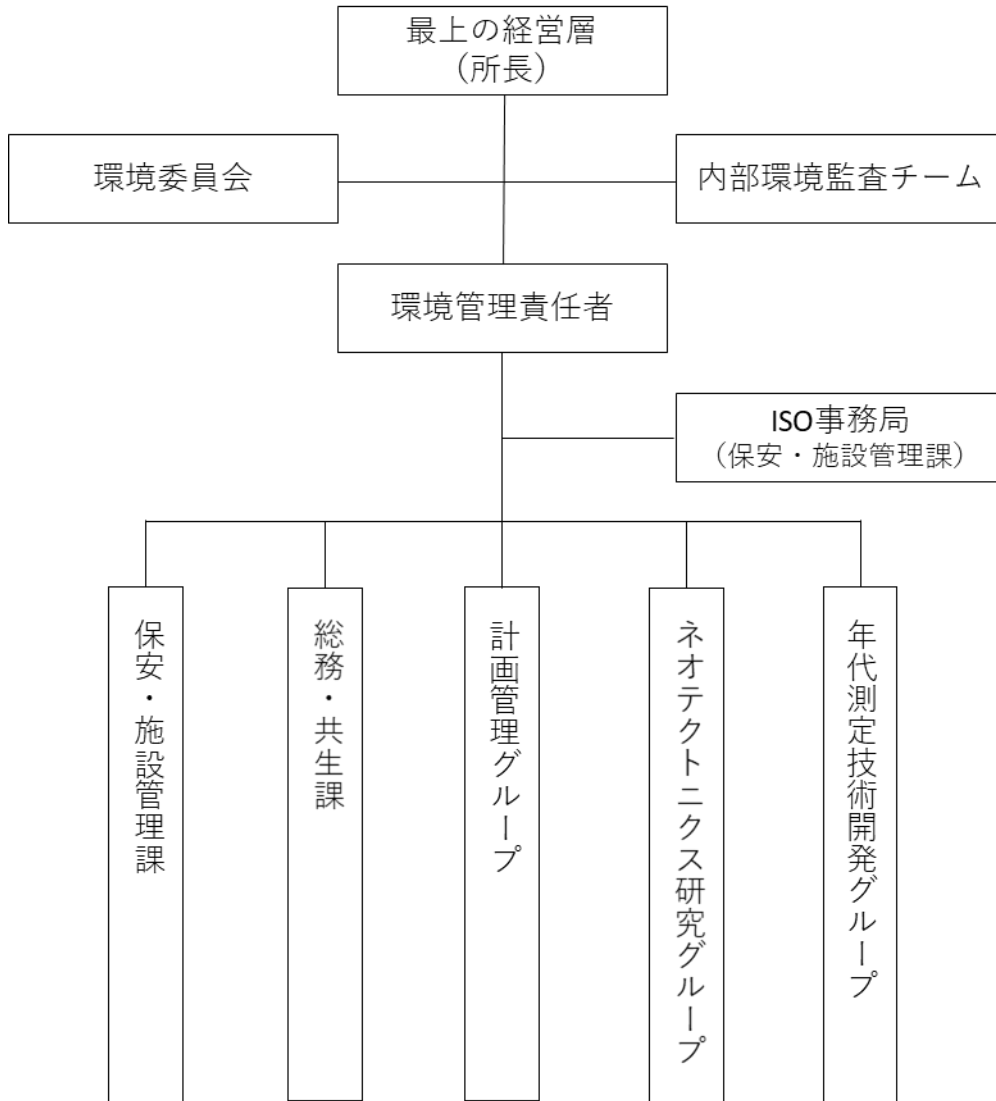 最上の経営層
（所長）
環境委員会
内部環境監査チーム
環境管理責任者
ISO事務局
（保安・施設管理課）
保安・施設管理課
総務・共生課
計画管理グループ
ネオテクトニクス研究グループ
年代測定技術開発グループ